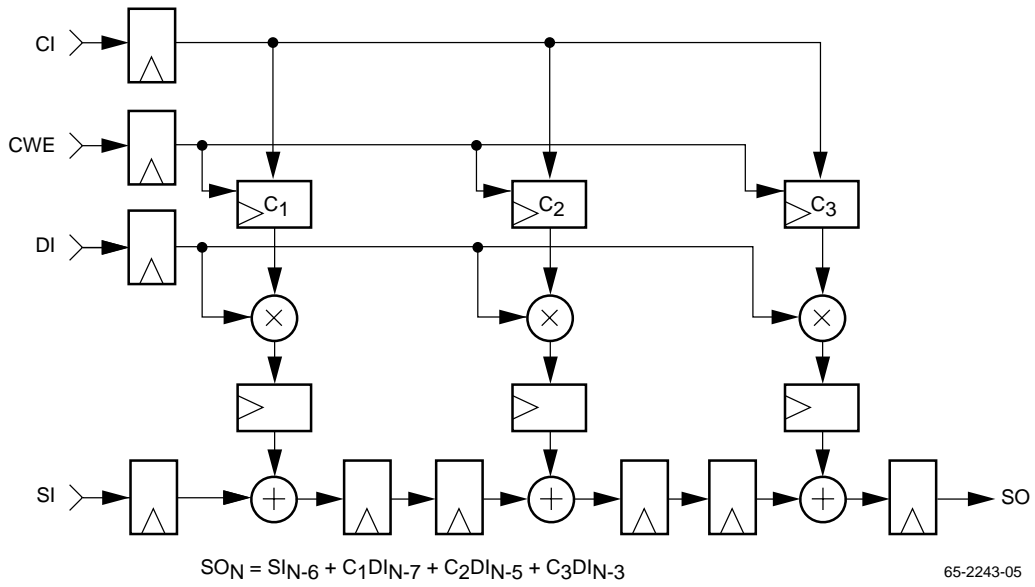 CI
CWE
C1
C2
C3
DI
SI
SO
SON = SIN-6 + C1DIN-7 + C2DIN-5 + C3DIN-3
65-2243-05